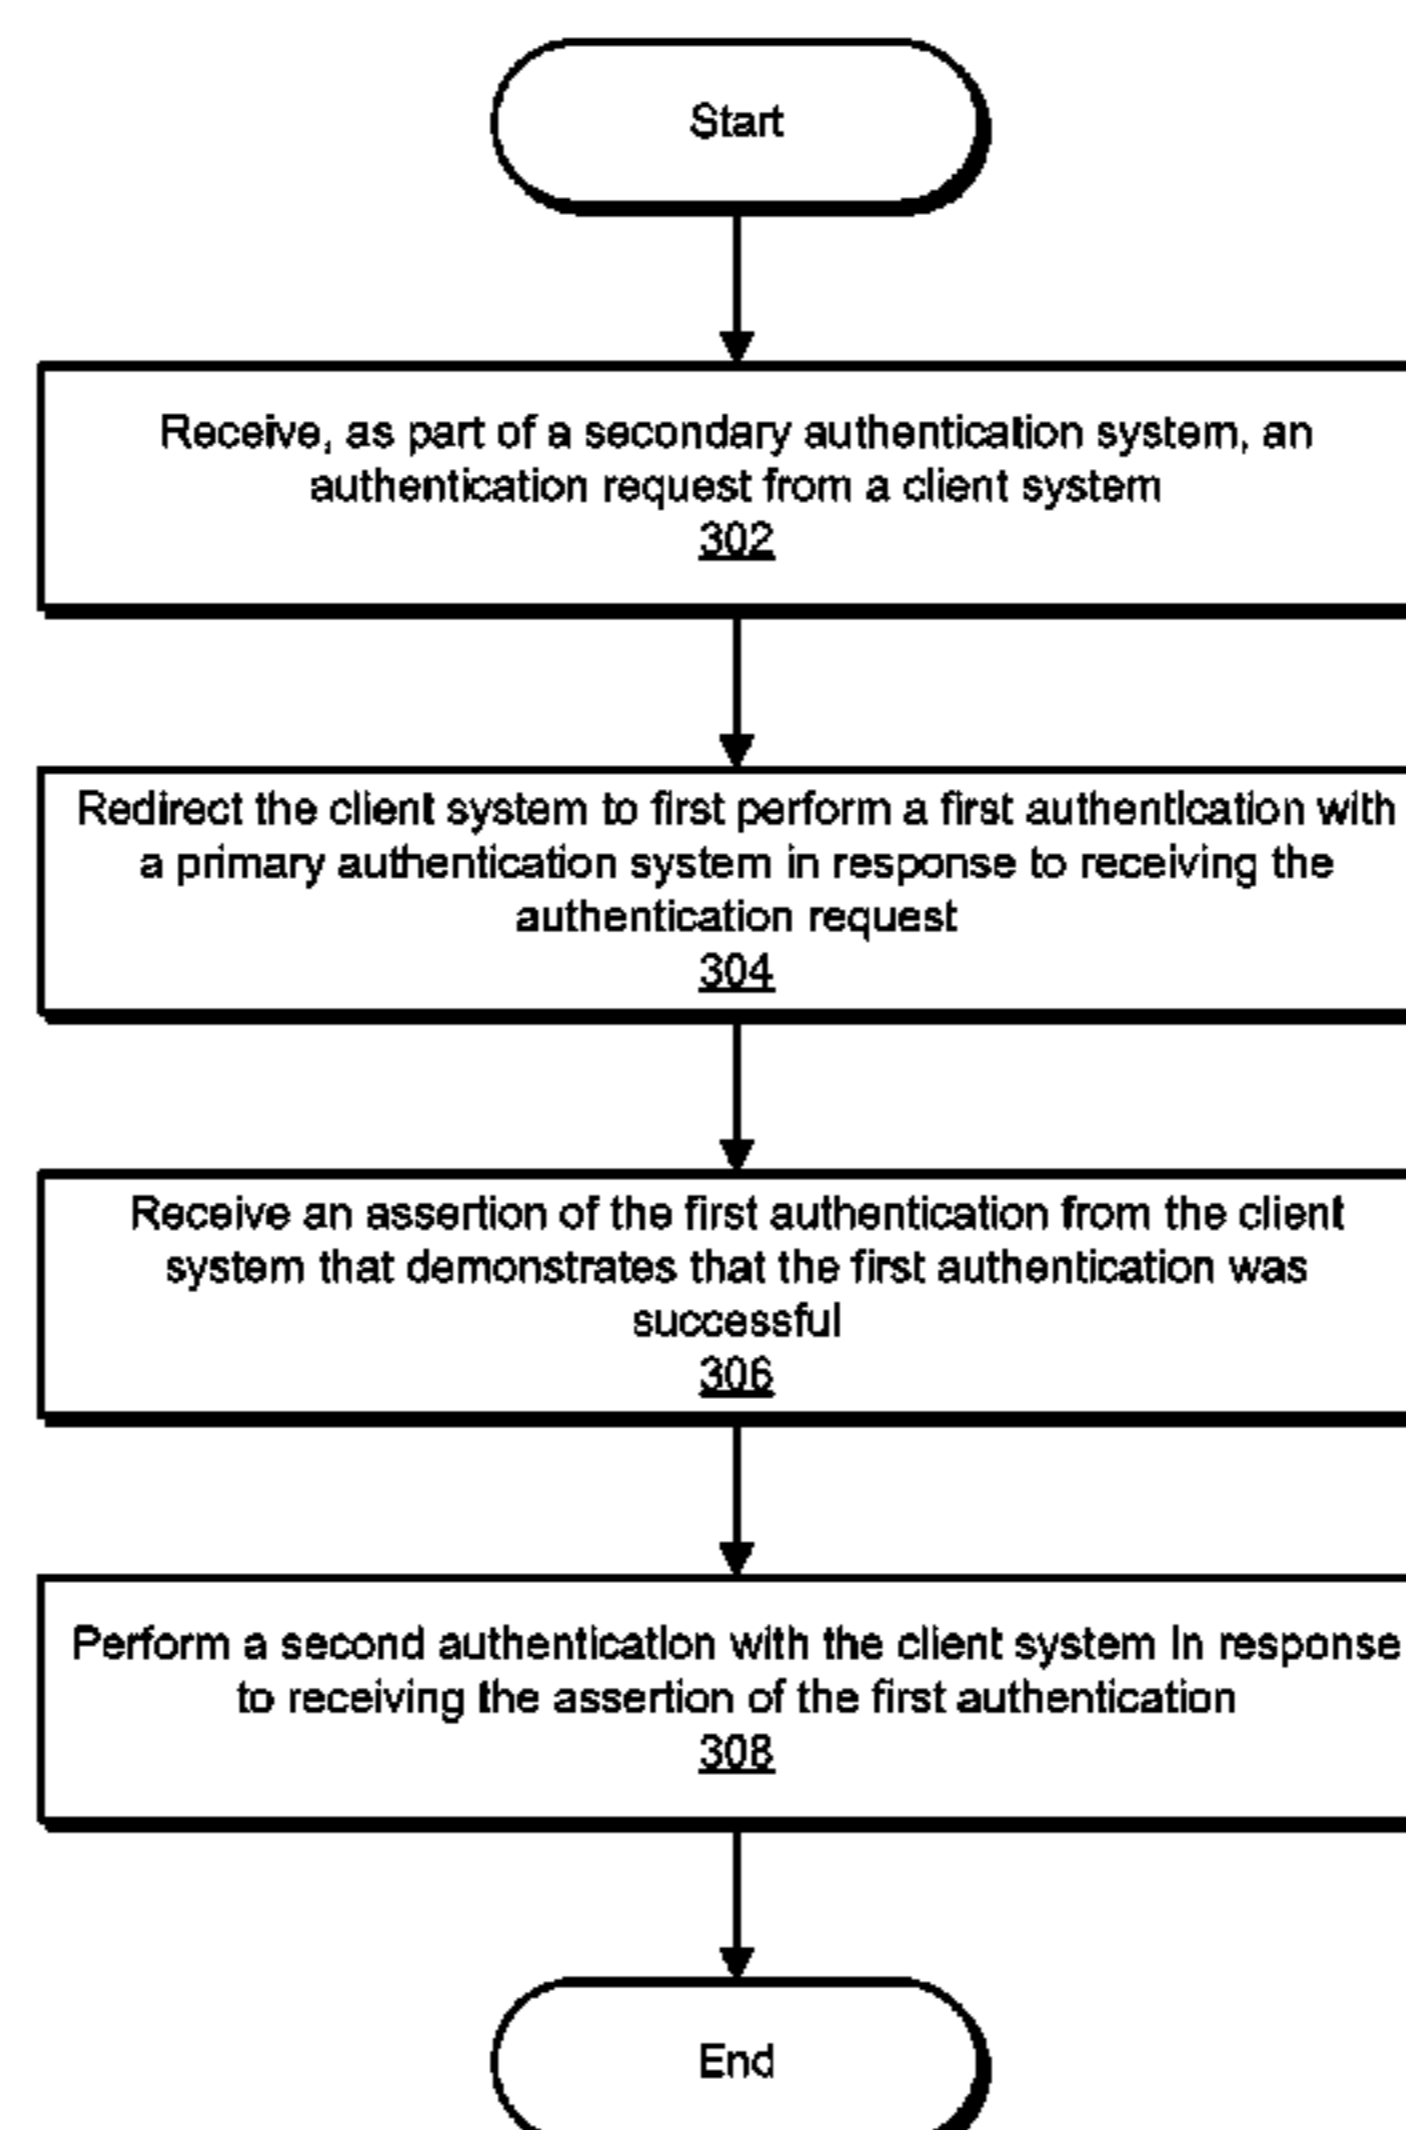 Start
Receive, as part of a secondary authentication system, an
authentication request from a client system
302
Redirect the client system to first perform a first authentication with
a primary authentication system in response to receiving the
authentication request
304
Receive an assertion of the first authentication from the client
system that demonstrates that the first authentication was
successful
306
Perform a second authentication with the client system in response
to receiving the assertion of the first authentication
308
End